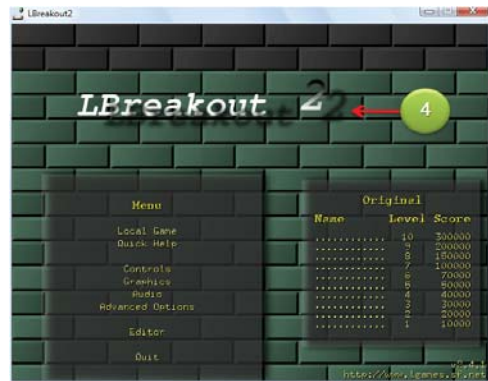 LBreakout2
LBreakout 2
4
Menu
Local Game
Quick Help
Controls
Graphics
Audio
Advanced Options
Editor
Quit
Original
Name Level Score
............ 10 300000
............ 9 200000
............ 8 150000
............ 7 100000
............ 6 70000
............ 5 50000
............ 4 40000
............ 3 30000
............ 2 20000
............ 1 10000
http://www.lgames.sf.net